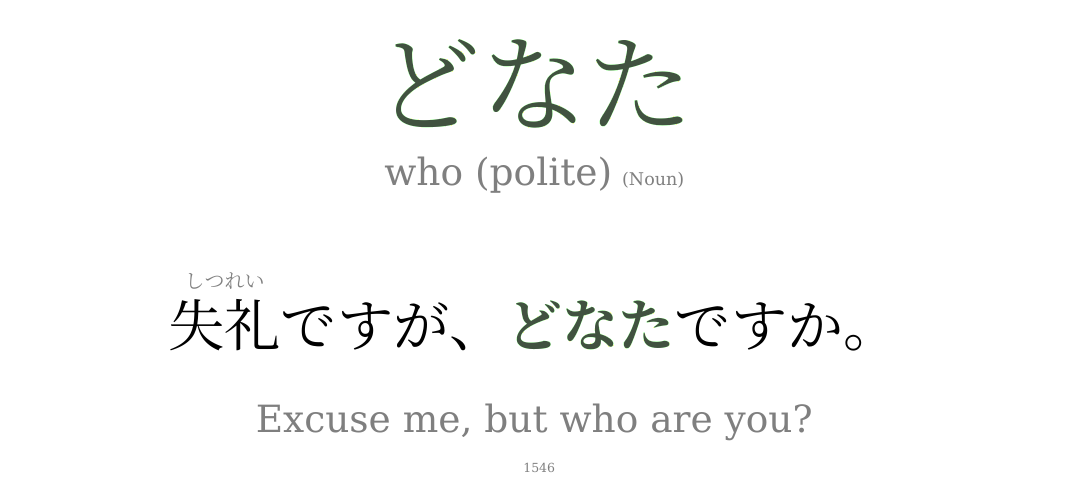 どなた
who (polite) (Noun)
しつれい
失礼ですが、どなたですか。
Excuse me, but who are you?
1546